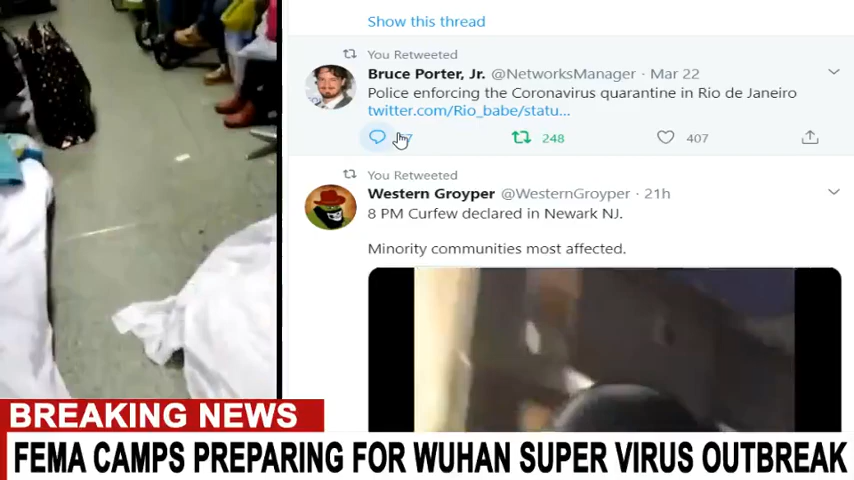 Show this thread
You Retweeted
Bruce Porter, Jr. @NetworksManager · Mar 22
Police enforcing the Coronavirus quarantine in Rio de Janeiro
twitter.com/Rio_babe/statu...
248 407
You Retweeted
Western Groyper @WesternGroyper · 21h
8 PM Curfew declared in Newark NJ.
Minority communities most affected.
BREAKING NEWS
FEMA CAMPS PREPARING FOR WUHAN SUPER VIRUS OUTBREAK